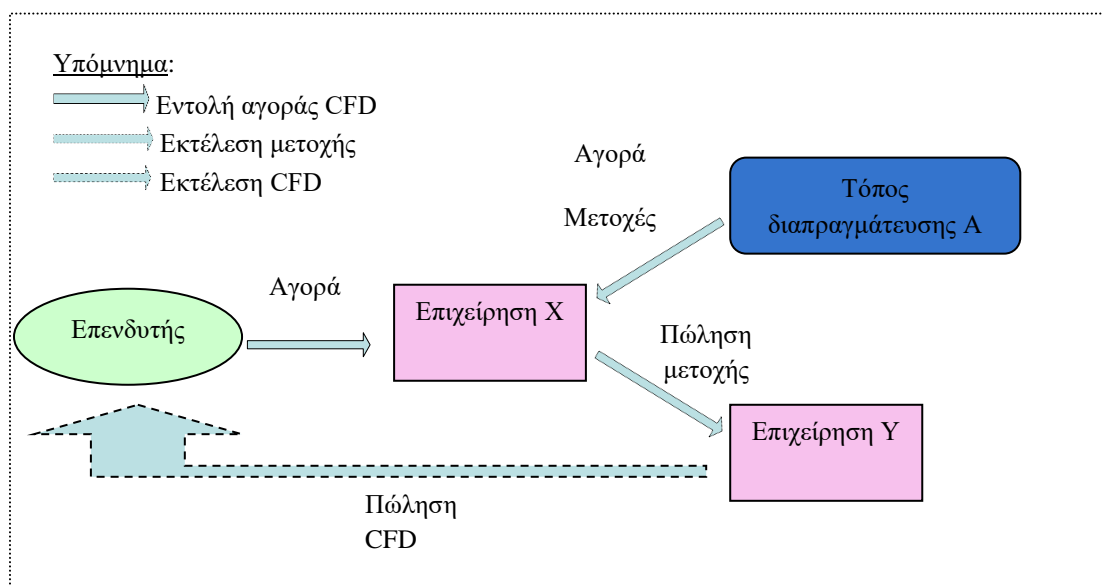 Υπόμνημα:
Εντολή αγοράς CFD
Εκτέλεση μετοχής
Εκτέλεση CFD
Αγορά
Μετοχές
Τόπος
διαπραγμάτευσης Α
Αγορά
Επενδυτής
Επιχείρηση Χ
Πώληση
μετοχής
Επιχείρηση Υ
Πώληση
CFD